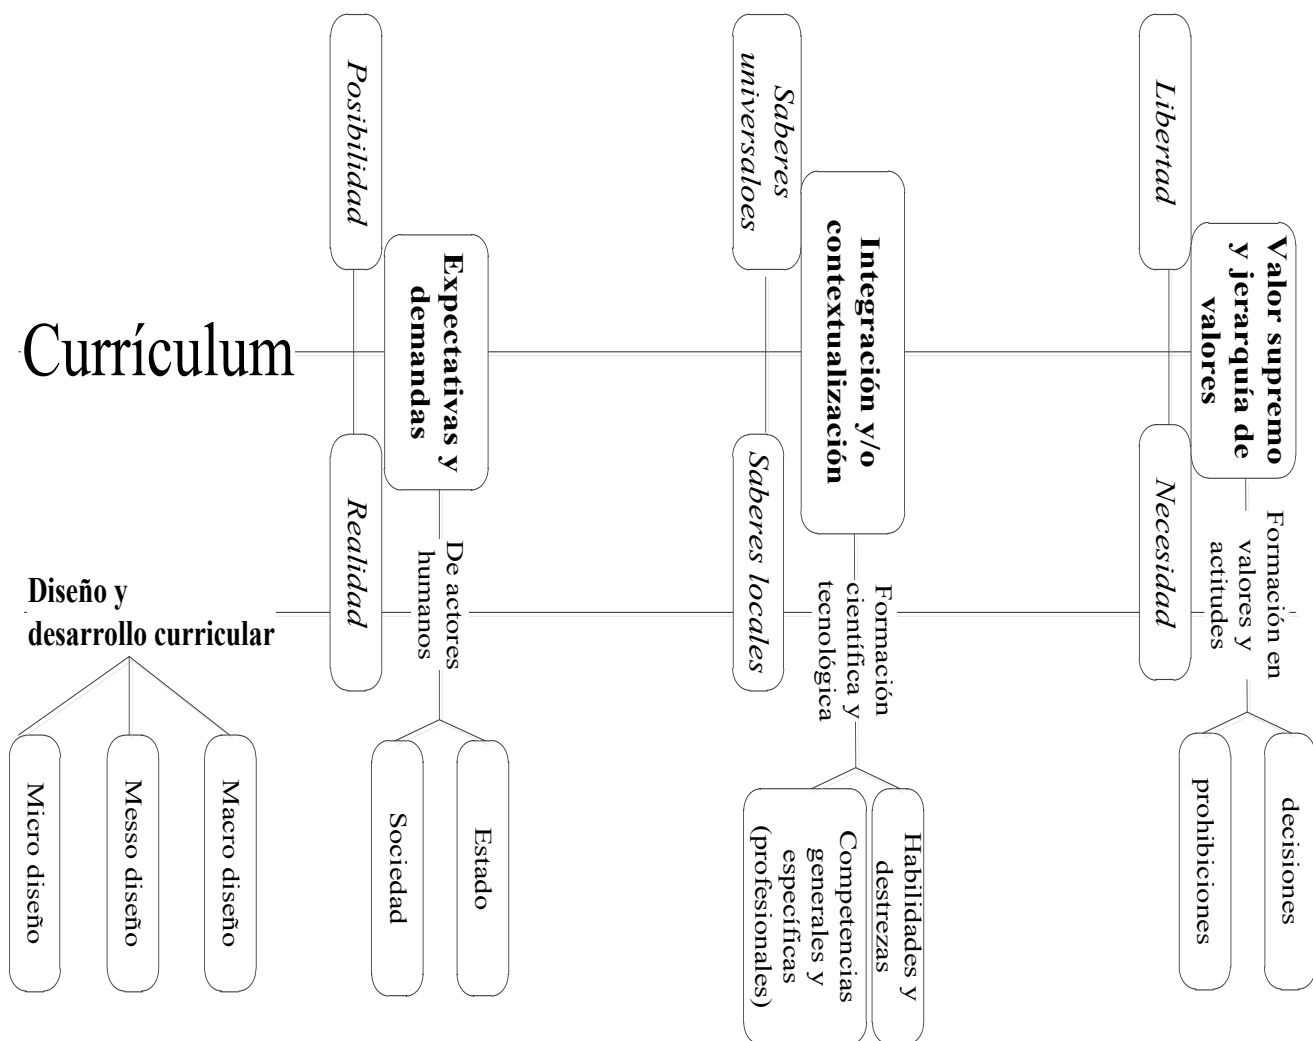 Currículum
Diseño y
desarrollo curricular
Micro diseño
Messo diseño
Macro diseño
Posibilidad
Expectativas y
demandas
Realidad
De actores
humanos
Sociedad
Estado
Saberes
universaloes
Integración y/o
contextualización
Saberes locales
Formación
científica y
tecnológica
Competencias
generales y
específicas
(profesionales)
Habilidades y
destrezas
Libertad
Valor supremo
y jerarquía de
valores
Necesidad
Formación en
valores y
actitudes
prohibiciones
decisiones